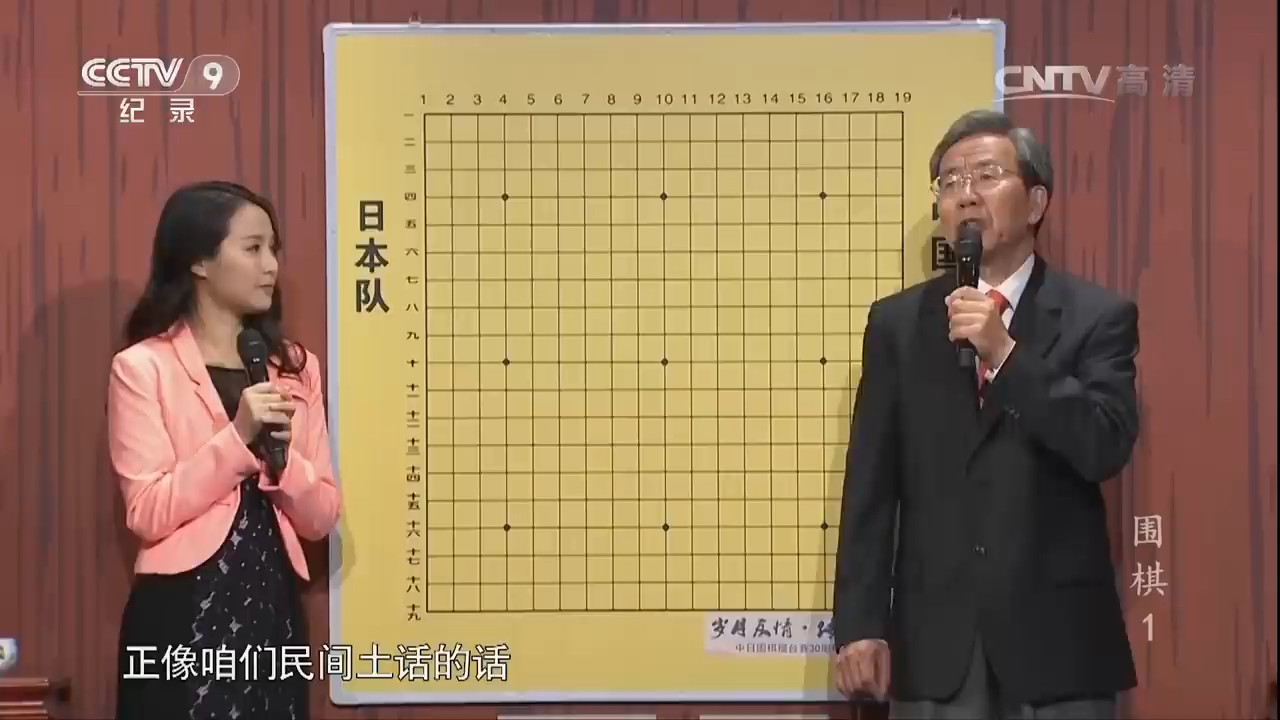 CCTV 9
纪录
CNTV高清
1 2 3 4 5 6 7 8 9 10 11 12 13 14 15 16 17 18 19
一
二
三
四
五
六
七
八
九
十
十一
十二
十三
十四
十五
十六
十七
十八
十九
日本队
国
岁月友情·
中日围棋擂台赛30周
围棋1
正像咱们民间土话的话